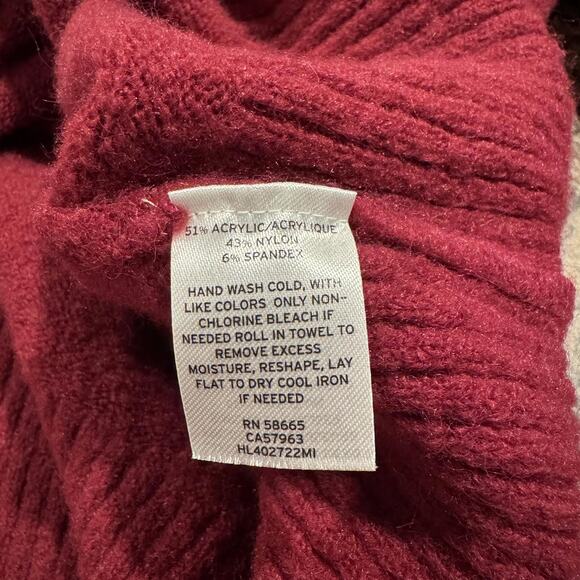 51% ACRYLIC/ACRYLIQUE
43% NYLON
6% SPANDEX
HAND WASH COLD, WITH
LIKE COLORS ONLY NON-
CHLORINE BLEACH IF
NEEDED ROLL IN TOWEL TO
REMOVE EXCESS
MOISTURE, RESHAPE, LAY
FLAT TO DRY COOL IRON
IF NEEDED
RN 58665
CA57963
HL402722MI